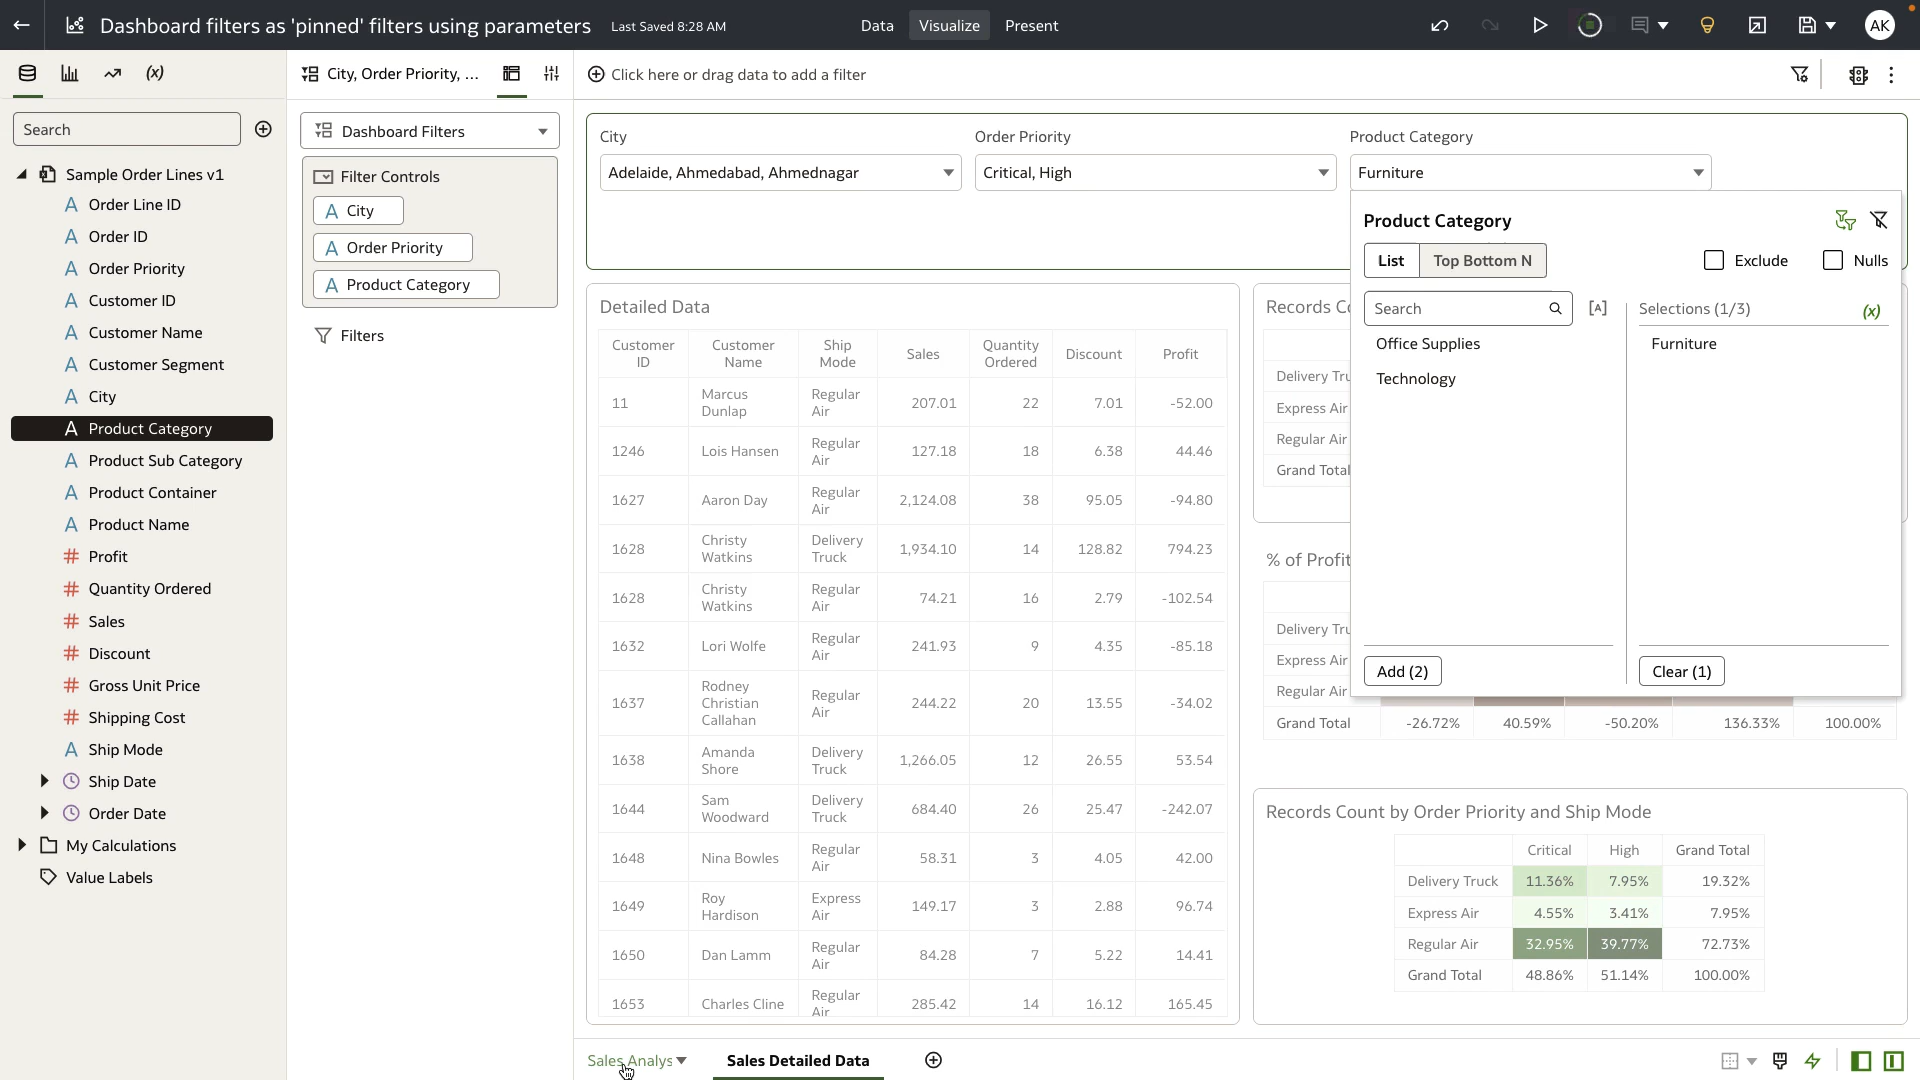 Dashboard filters as 'pinned' filters using parameters
Last Saved 8:28 AM
Data
Visualize
Present
AK
(x)
City, Order Priority, ...
Click here or drag data to add a filter
Search
Sample Order Lines v1
A Order Line ID
A Order ID
A Order Priority
A Customer ID
A Customer Name
A Customer Segment
A City
A Product Category
A Product Sub Category
A Product Container
A Product Name
# Profit
# Quantity Ordered
# Sales
# Discount
# Gross Unit Price
# Shipping Cost
A Ship Mode
Ship Date
Order Date
My Calculations
Value Labels
Dashboard Filters
Filter Controls
A City
A Order Priority
A Product Category
Filters
City
Adelaide, Ahmedabad, Ahmednagar
Order Priority
Critical, High
Product Category
Furniture
Product Category
List
Top Bottom N
Exclude
Nulls
Search
[A]
Selections (1/3)
(x)
Office Supplies
Technology
Furniture
Add (2)
Clear (1)
Detailed Data
Customer ID Customer Name Ship Mode Sales Quantity Ordered Discount Profit
11 Marcus Dunlap Regular Air 207.01 22 7.01 -52.00
1246 Lois Hansen Regular Air 127.18 18 6.38 44.46
1627 Aaron Day Regular Air 2,124.08 38 95.05 -94.80
1628 Christy Watkins Delivery Truck 1,934.10 14 128.82 794.23
1628 Christy Watkins Regular Air 74.21 16 2.79 -102.54
1632 Lori Wolfe Regular Air 241.93 9 4.35 -85.18
1637 Rodney Christian Callahan Regular Air 244.22 20 13.55 -34.02
1638 Amanda Shore Delivery Truck 1,266.05 12 26.55 53.54
1644 Sam Woodward Delivery Truck 684.40 26 25.47 -242.07
1648 Nina Bowles Regular Air 58.31 3 4.05 42.00
1649 Roy Hardison Express Air 149.17 3 2.88 96.74
1650 Dan Lamm Regular Air 84.28 7 5.22 14.41
1653 Charles Cline Regular Air 285.42 14 16.12 165.45
Records Co
Delivery Tru
Express Air
Regular Air
Grand Total
% of Profit
Delivery Tru
Express Air
Regular Air
Grand Total -26.72% 40.59% -50.20% 136.33% 100.00%
Records Count by Order Priority and Ship Mode
Critical High Grand Total
Delivery Truck 11.36% 7.95% 19.32%
Express Air 4.55% 3.41% 7.95%
Regular Air 32.95% 39.77% 72.73%
Grand Total 48.86% 51.14% 100.00%
Sales Analys
Sales Detailed Data